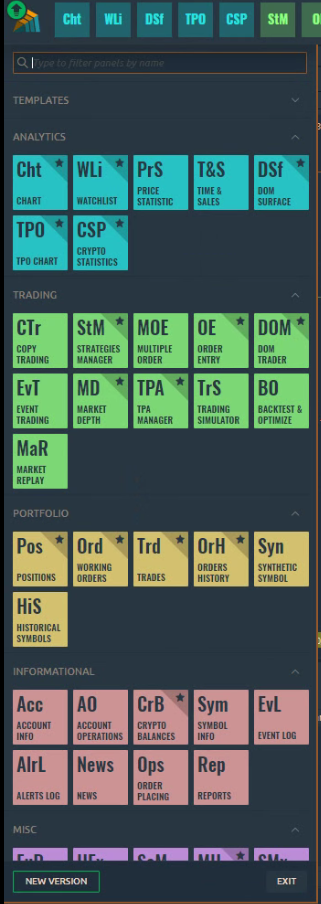 Cht WLi DSf TPO CSP StM
Type to filter panels by name
TEMPLATES
ANALYTICS
Cht WLi PrS T&S DSf
CHART WATCHLIST PRICE STATISTIC TIME & SALES DOM SURFACE
TPO CSP
TPO CHART CRYPTO STATISTICS
TRADING
CTr StM MOE OE DOM
COPY TRADING STRATEGIES MANAGER MULTIPLE ORDER ORDER ENTRY DOM TRADER
EvT MD TPA TrS BO
EVENT TRADING MARKET DEPTH TPA MANAGER TRADING SIMULATOR BACKTEST & OPTIMIZE
MaR
MARKET REPLAY
PORTFOLIO
Pos Ord Trd OrH Syn
POSITIONS WORKING ORDERS TRADES ORDERS HISTORY SYNTHETIC SYMBOL
HiS
HISTORICAL SYMBOLS
INFORMATIONAL
Acc AO CrB Sym EvL
ACCOUNT INFO ACCOUNT OPERATIONS CRYPTO BALANCES SYMBOL INFO EVENT LOG
AlrL News Ops Rep
ALERTS LOG NEWS ORDER PLACING REPORTS
MISC
NEW VERSION EXIT